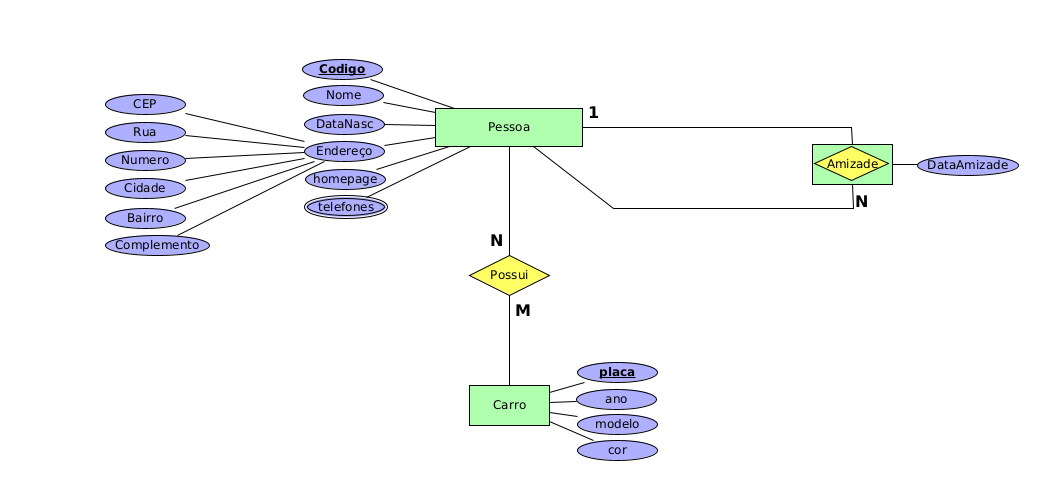 Codigo
Nome
DataNasc
Endereço
homepage
telefones
CEP
Rua
Numero
Cidade
Bairro
Complemento
Pessoa
1
Amizade
DataAmizade
N
N
Possui
M
Carro
placa
ano
modelo
cor